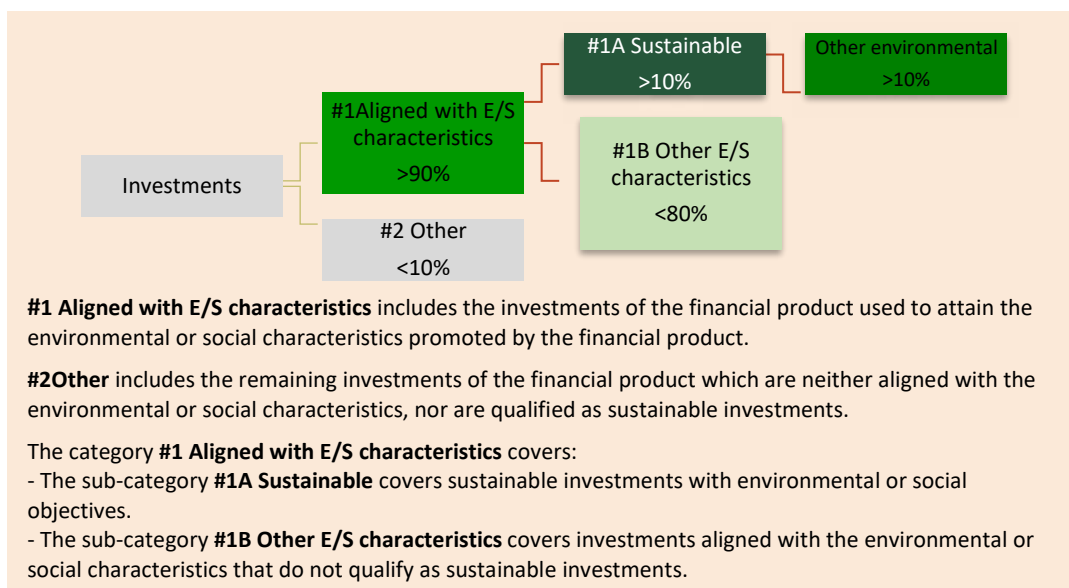 #1A Sustainable
>10%
Other environmental
>10%
#1Aligned with E/S
characteristics
>90%
#1B Other E/S
characteristics
<80%
Investments
#2 Other
<10%
#1 Aligned with E/S characteristics includes the investments of the financial product used to attain the
environmental or social characteristics promoted by the financial product.
#2Other includes the remaining investments of the financial product which are neither aligned with the
environmental or social characteristics, nor are qualified as sustainable investments.
The category #1 Aligned with E/S characteristics covers:
- The sub-category #1A Sustainable covers sustainable investments with environmental or social
objectives.
- The sub-category #1B Other E/S characteristics covers investments aligned with the environmental or
social characteristics that do not qualify as sustainable investments.